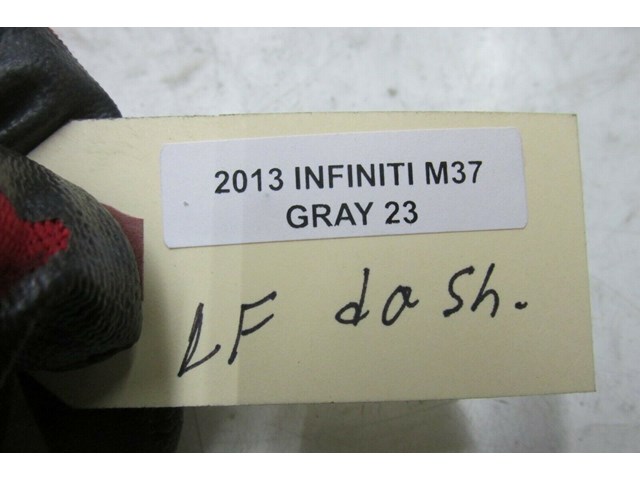 2013 INFINITI M37
GRAY 23
LF dash.